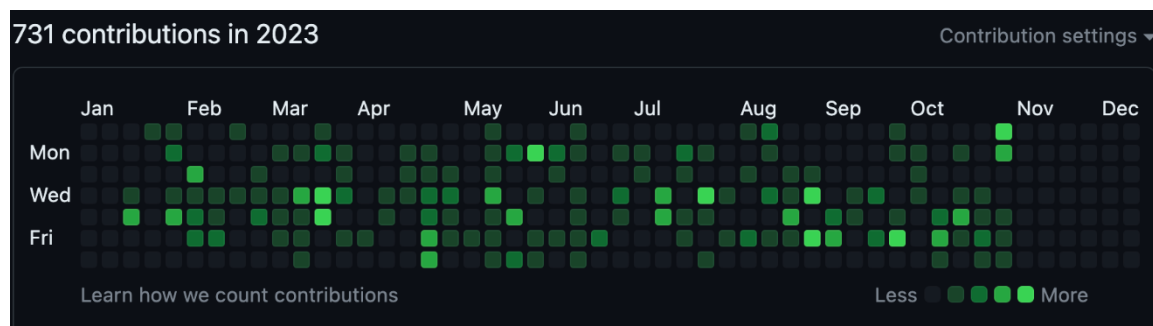 731 contributions in 2023
Contribution settings
Jan Feb Mar Apr May Jun Jul Aug Sep Oct Nov Dec
Mon
Wed
Fri
Learn how we count contributions
Less More